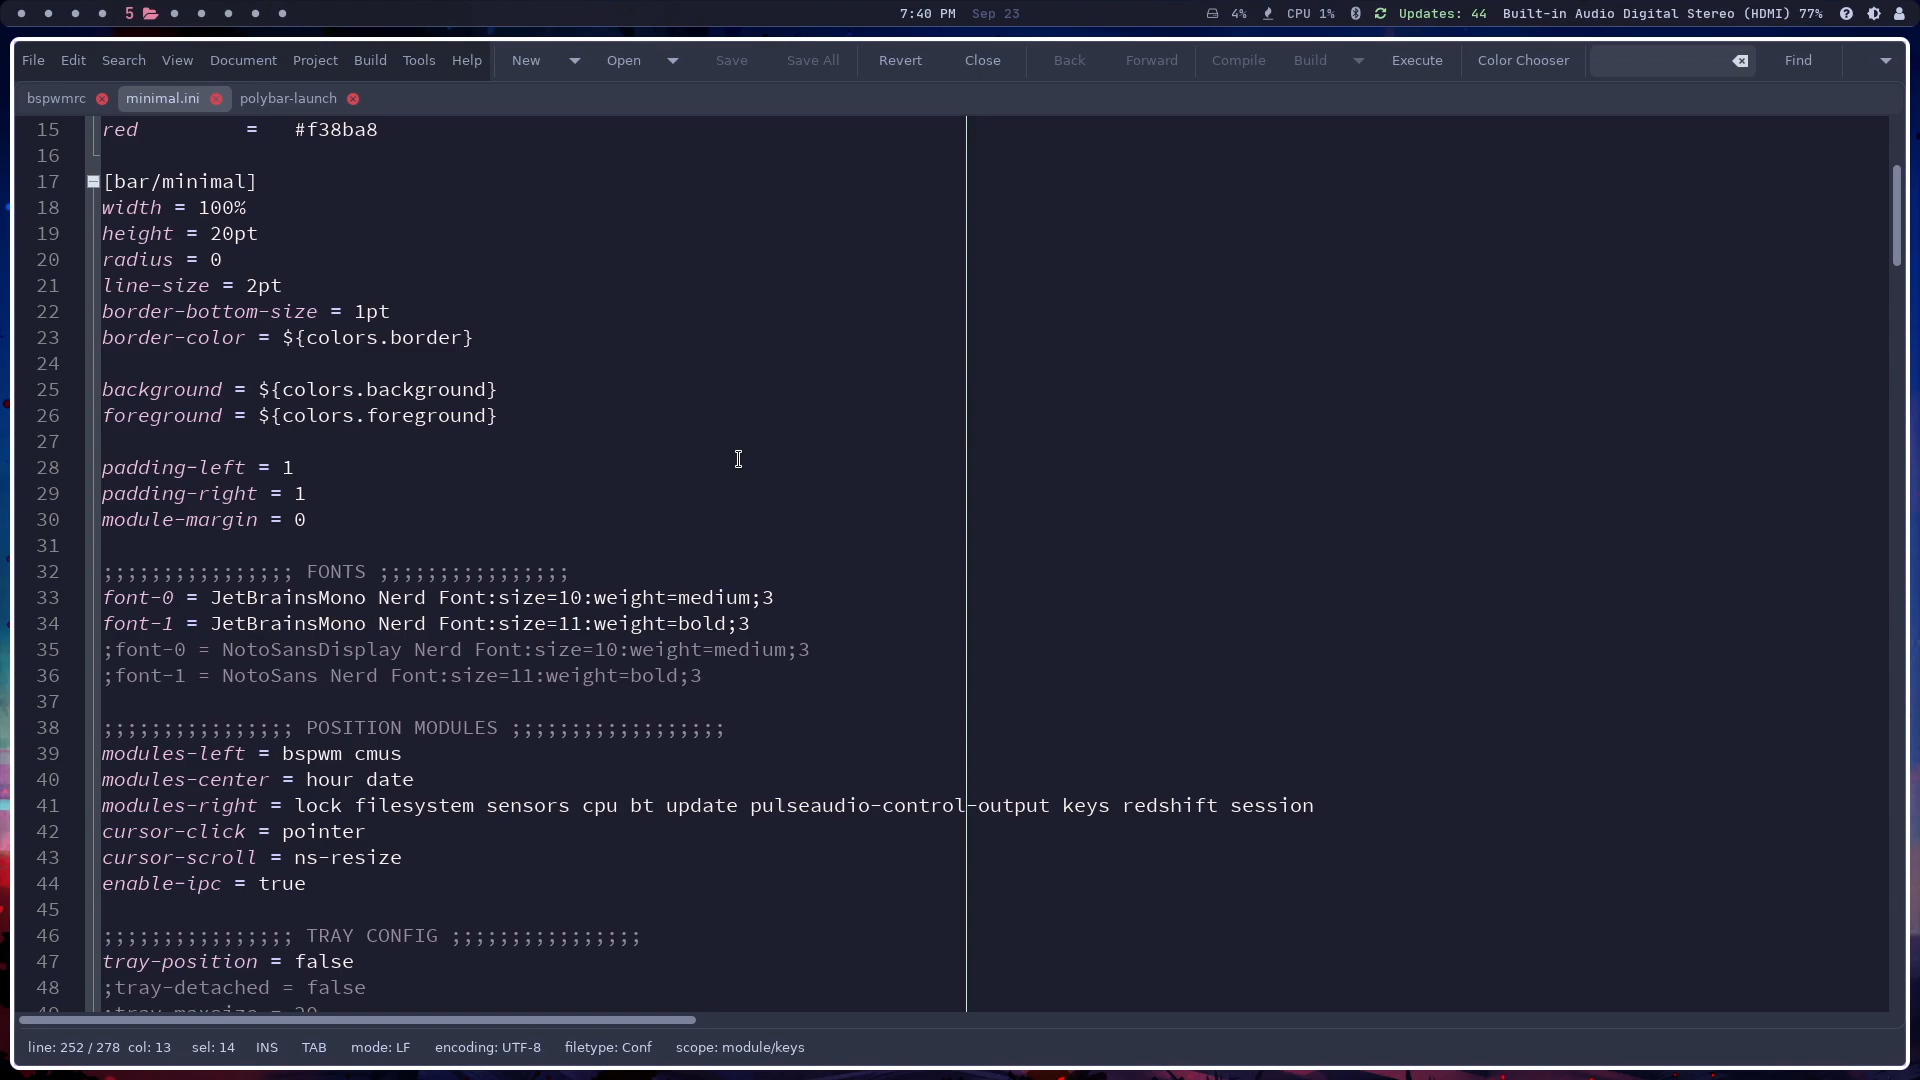 5 7:40 PM Sep 23 4% CPU 1% Updates: 44 Built-in Audio Digital Stereo (HDMI) 77%
File Edit Search View Document Project Build Tools Help New Open Save Save All Revert Close Back Forward Compile Build Execute Color Chooser Find
bspwmrc minimal.ini polybar-launch
15 red = #f38ba8
16
17 [bar/minimal]
18 width = 100%
19 height = 20pt
20 radius = 0
21 line-size = 2pt
22 border-bottom-size = 1pt
23 border-color = ${colors.border}
24
25 background = ${colors.background}
26 foreground = ${colors.foreground}
27
28 padding-left = 1
29 padding-right = 1
30 module-margin = 0
31
32 ;;;;;;;;;;;;;;;; FONTS ;;;;;;;;;;;;;;;;
33 font-0 = JetBrainsMono Nerd Font:size=10:weight=medium;3
34 font-1 = JetBrainsMono Nerd Font:size=11:weight=bold;3
35 ;font-0 = NotoSansDisplay Nerd Font:size=10:weight=medium;3
36 ;font-1 = NotoSans Nerd Font:size=11:weight=bold;3
37
38 ;;;;;;;;;;;;;;;; POSITION MODULES ;;;;;;;;;;;;;;;;;;
39 modules-left = bspwm cmus
40 modules-center = hour date
41 modules-right = lock filesystem sensors cpu bt update pulseaudio-control-output keys redshift session
42 cursor-click = pointer
43 cursor-scroll = ns-resize
44 enable-ipc = true
45
46 ;;;;;;;;;;;;;;;; TRAY CONFIG ;;;;;;;;;;;;;;;;
47 tray-position = false
48 ;tray-detached = false
49 ;tray-maxsize = 20
line: 252 / 278 col: 13 sel: 14 INS TAB mode: LF encoding: UTF-8 filetype: Conf scope: module/keys